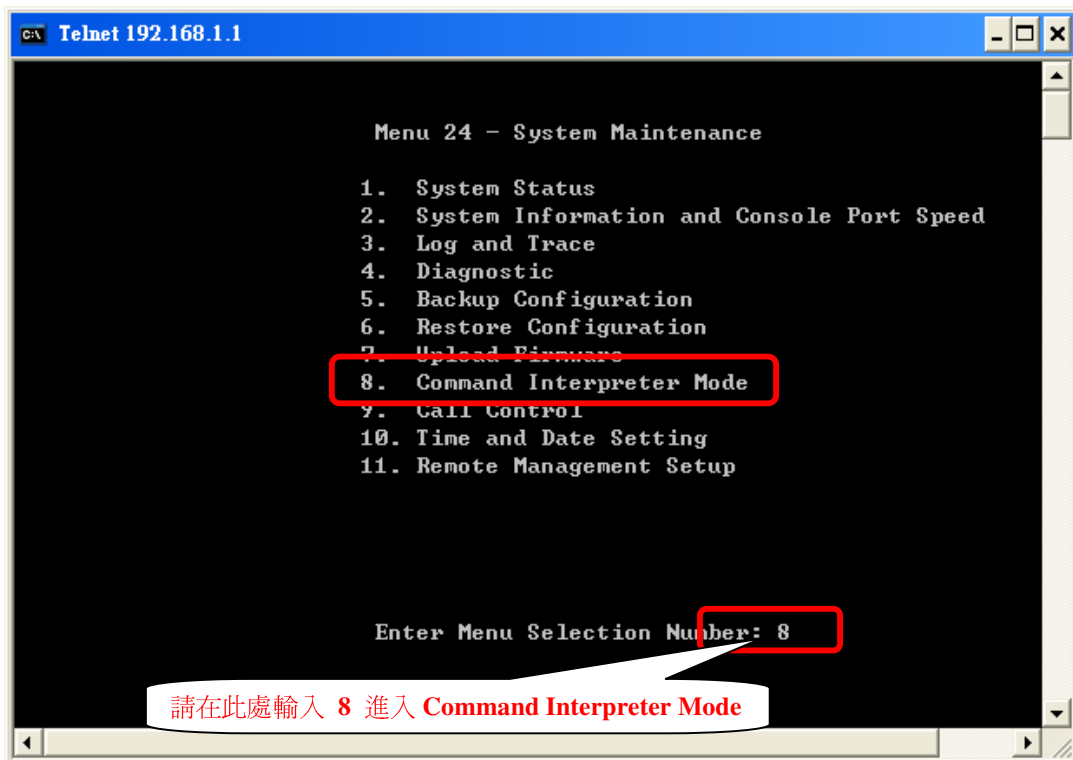 Telnet 192.168.1.1
Menu 24 - System Maintenance
1. System Status
2. System Information and Console Port Speed
3. Log and Trace
4. Diagnostic
5. Backup Configuration
6. Restore Configuration
7. Upload Firmware
8. Command Interpreter Mode
9. Call Control
10. Time and Date Setting
11. Remote Management Setup
Enter Menu Selection Number: 8
請在此處輸入 8 進入 Command Interpreter Mode